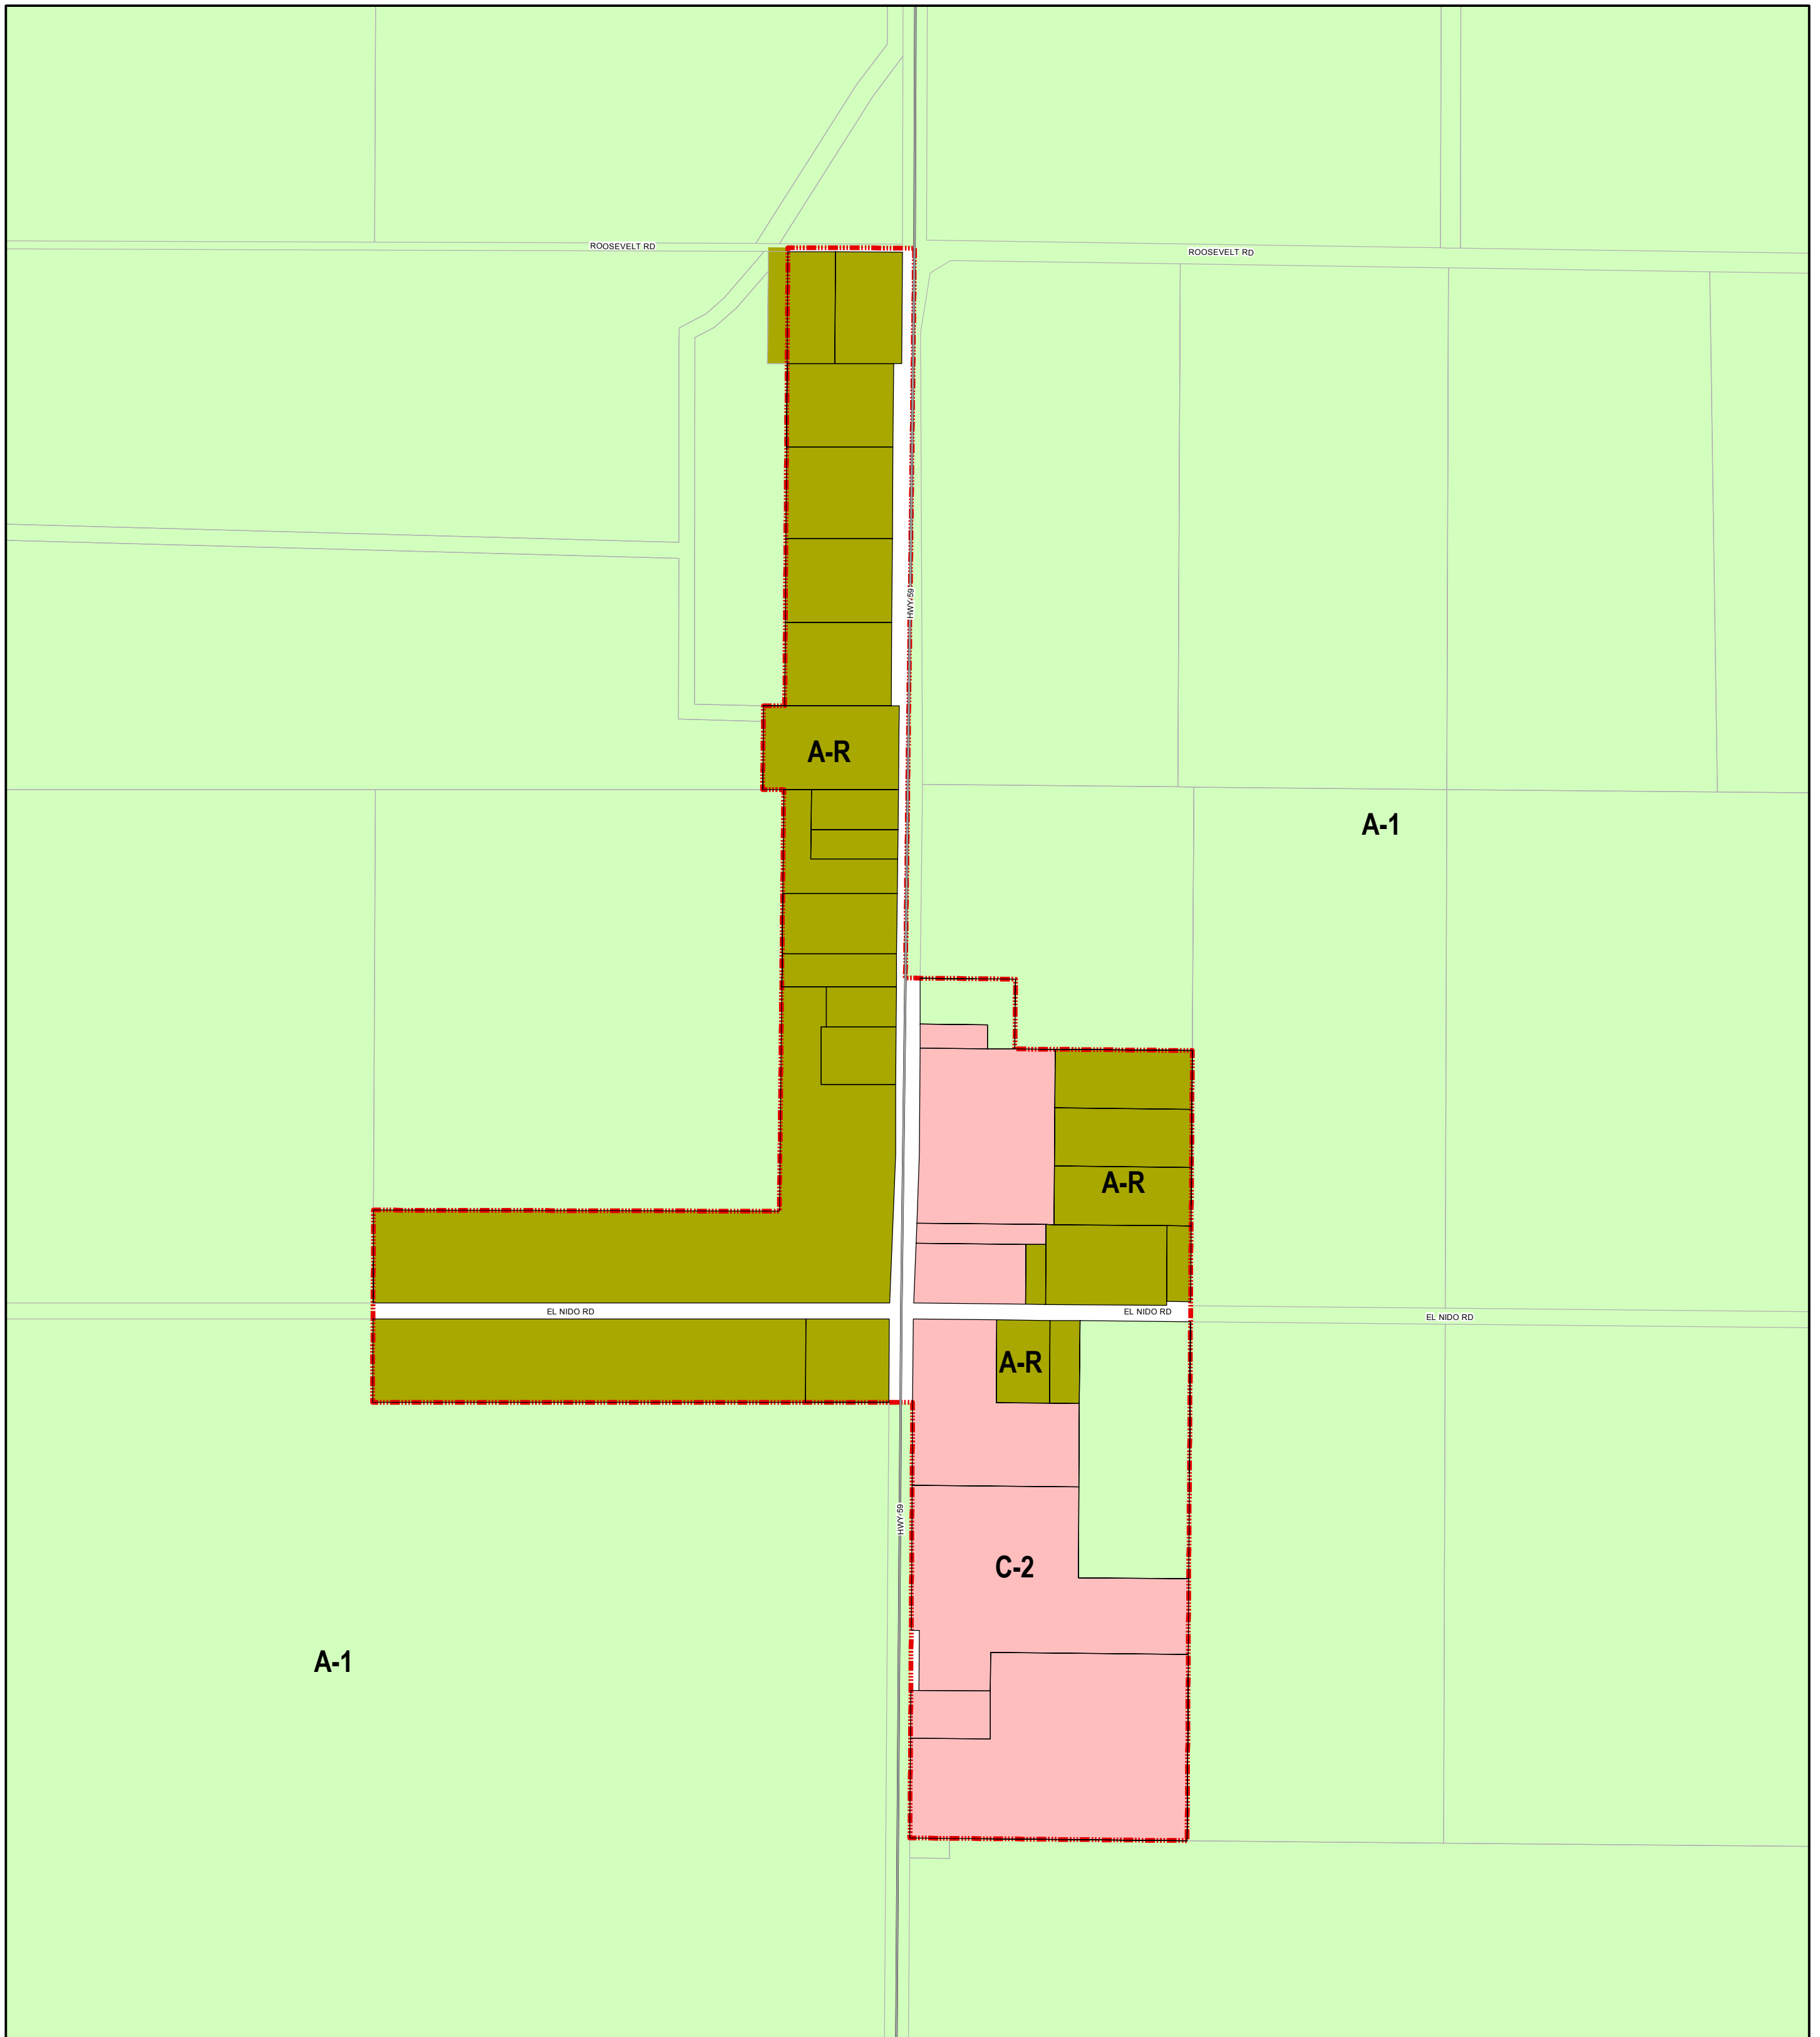 ROOSEVELT RD
ROOSEVELT RD
HWY 59
A-R
A-1
A-R
EL NIDO RD
EL NIDO RD
EL NIDO RD
A-R
HWY 59
C-2
A-1